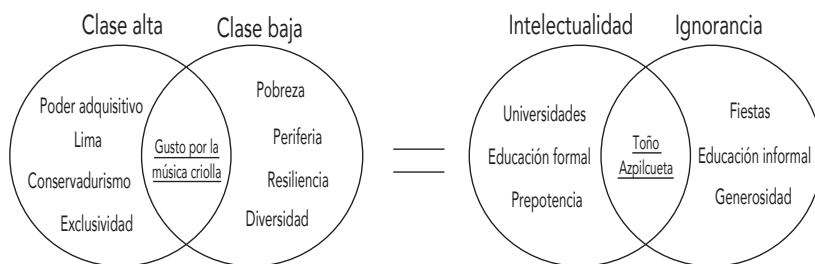 Clase alta
Clase baja
Poder adquisitivo
Lima
Conservadurismo
Exclusividad
Gusto por la
música criolla
Pobreza
Periferia
Resiliencia
Diversidad
Intelectualidad
Ignorancia
Universidades
Educación formal
Prepotencia
Toño
Azpilcueta
Fiestas
Educación informal
Generosidad